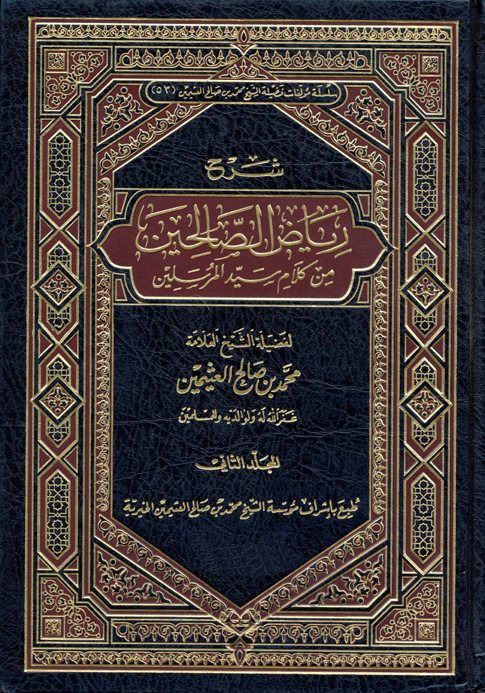 سلسلة مؤلفات فضيلة الشيخ محمد بن صالح العثيمين (٥٣)
شرح
رياض الصالحين
من كلام سيد المرسلين
لفضيلة الشيخ العلامة
محمد بن صالح العثيمين
غفر الله له ولوالديه وللمسلمين
المجلد الثاني
طبع بإشراف مؤسسة الشيخ محمد بن صالح العثيمين الخيرية